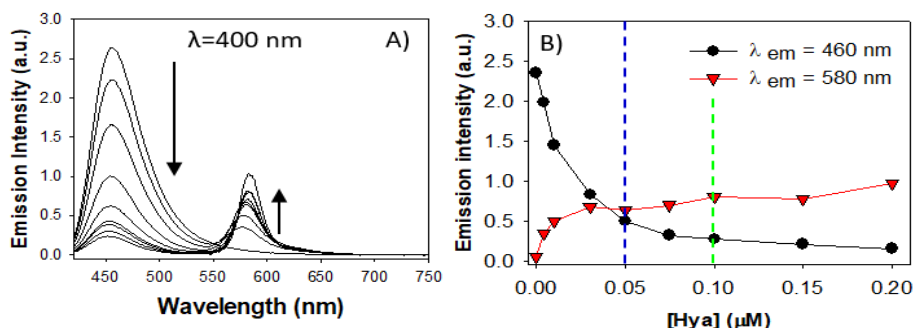 λ=400 nm
A)
Emission Intensity (a.u.)
3.0
2.5
2.0
1.5
1.0
0.5
0.0
450 500 550 600 650 700 750
Wavelength (nm)
B)
λ em = 460 nm
λ em = 580 nm
Emission intensity (a.u.)
3.0
2.5
2.0
1.5
1.0
0.5
0.0
0.00 0.05 0.10 0.15 0.20
[Hya] (µM)